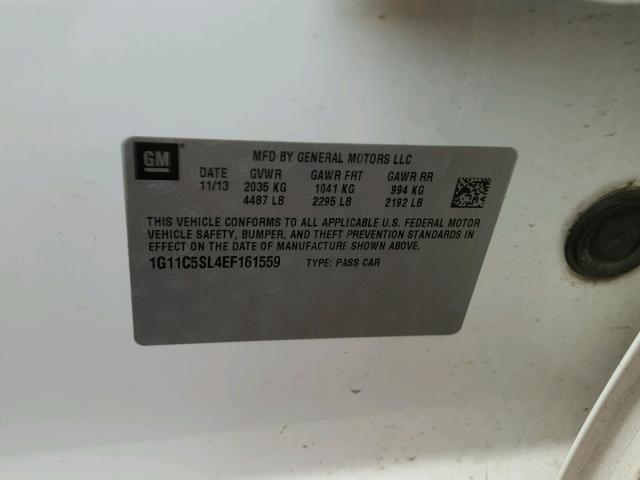 GM
MFD BY GENERAL MOTORS LLC
DATE GVWR GAWR FRT GAWR RR
11/13 2035 KG 1041 KG 994 KG
4487 LB 2295 LB 2192 LB
THIS VEHICLE CONFORMS TO ALL APPLICABLE U.S. FEDERAL MOTOR
VEHICLE SAFETY, BUMPER, AND THEFT PREVENTION STANDARDS IN
EFFECT ON THE DATE OF MANUFACTURE SHOWN ABOVE.
1G11C5SL4EF161559 TYPE: PASS CAR